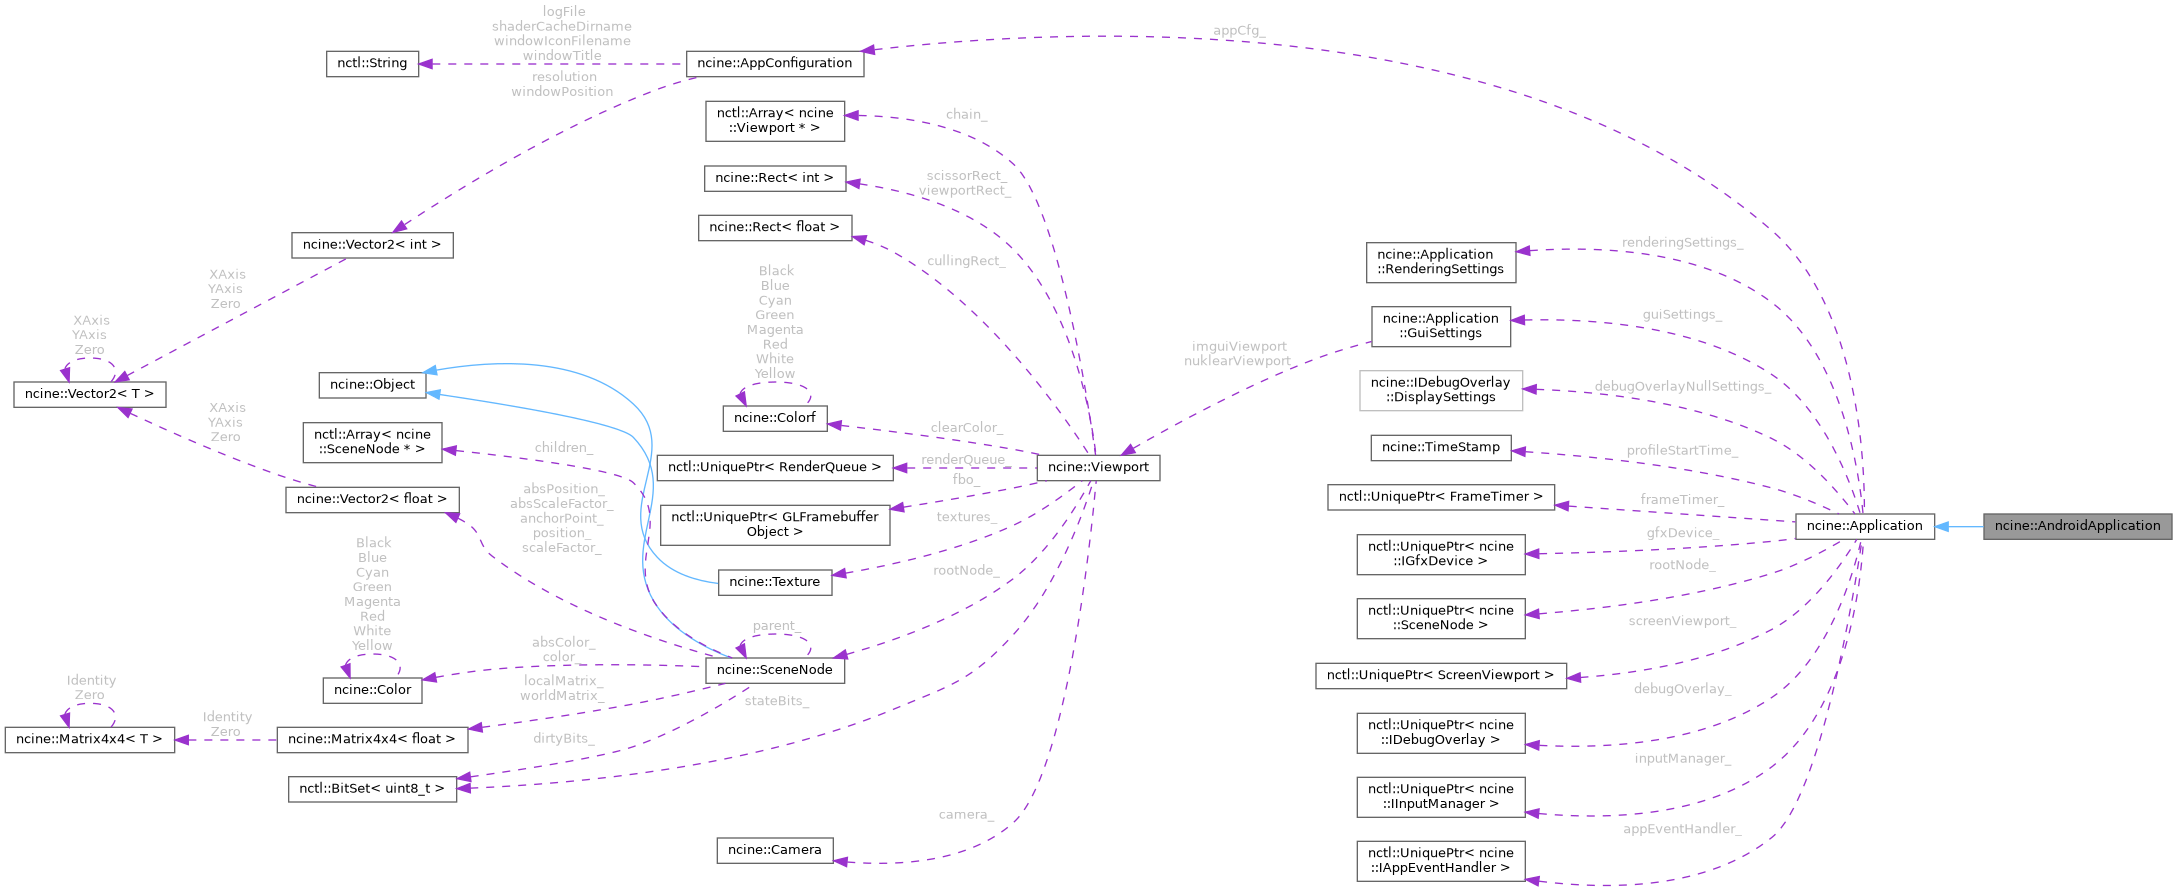 logFile
shaderCacheDirname
windowIconFilename
windowTitle
appCfg_
nctl::String
ncine::AppConfiguration
resolution
windowPosition
nctl::Array< ncine
::Viewport * >
chain_
ncine::Rect< int >
scissorRect_
viewportRect_
ncine::Rect< float >
cullingRect_
ncine::Vector2< int >
XAxis
YAxis
Zero
ncine::Application
::RenderingSettings
renderingSettings_
Black
Blue
Cyan
Green
Magenta
Red
White
Yellow
ncine::Application
::GuiSettings
guiSettings_
XAxis
YAxis
Zero
imguiViewport
nuklearViewport
ncine::Vector2< T >
ncine::Object
ncine::IDebugOverlay
::DisplaySettings
debugOverlayNullSettings_
ncine::Colorf
clearColor_
XAxis
YAxis
Zero
nctl::Array< ncine
::SceneNode * >
children_
ncine::TimeStamp
profileStartTime_
nctl::UniquePtr< RenderQueue >
renderQueue_
ncine::Viewport
fbo_
ncine::Vector2< float >
absPosition_
absScaleFactor_
anchorPoint_
position_
scaleFactor_
nctl::UniquePtr< FrameTimer >
frameTimer_
nctl::UniquePtr< GLFramebuffer
Object >
textures_
ncine::Application
ncine::AndroidApplication
nctl::UniquePtr< ncine
::IGfxDevice >
gfxDevice_
Black
Blue
Cyan
Green
Magenta
Red
White
Yellow
ncine::Texture
rootNode_
rootNode_
nctl::UniquePtr< ncine
::SceneNode >
screenViewport_
parent_
absColor_
color_
ncine::SceneNode
nctl::UniquePtr< ScreenViewport >
ncine::Color
localMatrix_
worldMatrix_
Identity
Zero
stateBits_
debugOverlay_
Identity
Zero
ncine::Matrix4x4< T >
ncine::Matrix4x4< float >
dirtyBits_
nctl::UniquePtr< ncine
::IDebugOverlay >
inputManager_
nctl::BitSet< uint8_t >
nctl::UniquePtr< ncine
::IInputManager >
camera_
appEventHandler_
ncine::Camera
nctl::UniquePtr< ncine
::IAppEventHandler >